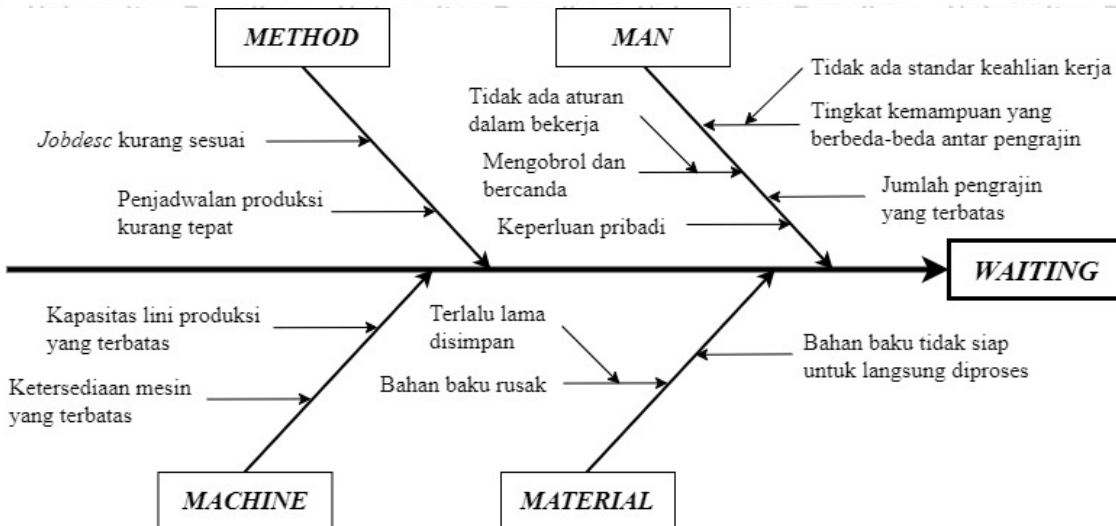 METHOD
MAN
Tidak ada standar keahlian kerja
Tidak ada aturan
dalam bekerja
Tingkat kemampuan yang
berbeda-beda antar pengrajin
Jobdesc kurang sesuai
Mengobrol dan
bercanda
Jumlah pengrajin
yang terbatas
Penjadwalan produksi
kurang tepat
Keperluan pribadi
WAITING
Kapasitas lini produksi
yang terbatas
Terlalu lama
disimpan
Bahan baku tidak siap
untuk langsung diproses
Ketersediaan mesin
yang terbatas
Bahan baku rusak
MACHINE
MATERIAL